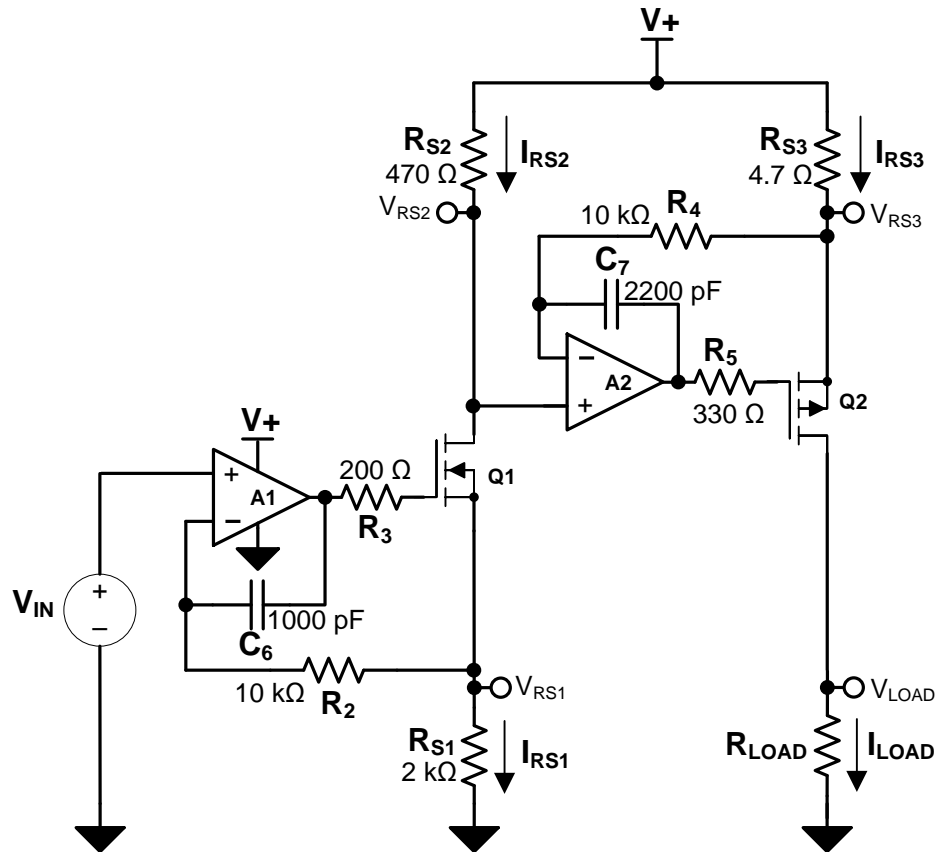 V+
RS2
470 Ω
IRS2
RS3
4.7 Ω
IRS3
VRS2
10 kΩ
R4
VRS3
C7
2200 pF
A2
−
+
R5
330 Ω
Q2
V+
+
−
A1
200 Ω
R3
Q1
VIN
+
−
C6
1000 pF
10 kΩ
R2
VRS1
RS1
2 kΩ
IRS1
VLOAD
RLOAD
ILOAD